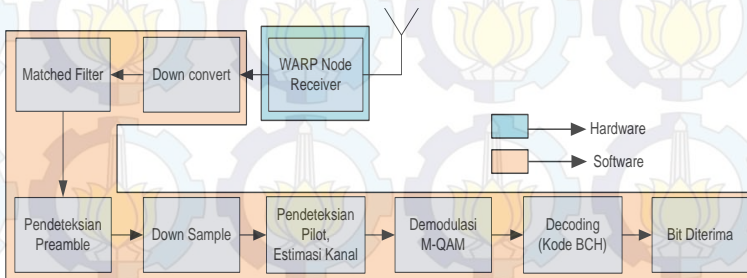 Matched Filter
Down convert
WARP Node
Receiver
Hardware
Software
Pendeteksian
Preamble
Down Sample
Pendeteksian
Pilot,
Estimasi Kanal
Demodulasi
M-QAM
Decoding
(Kode BCH)
Bit Diterima